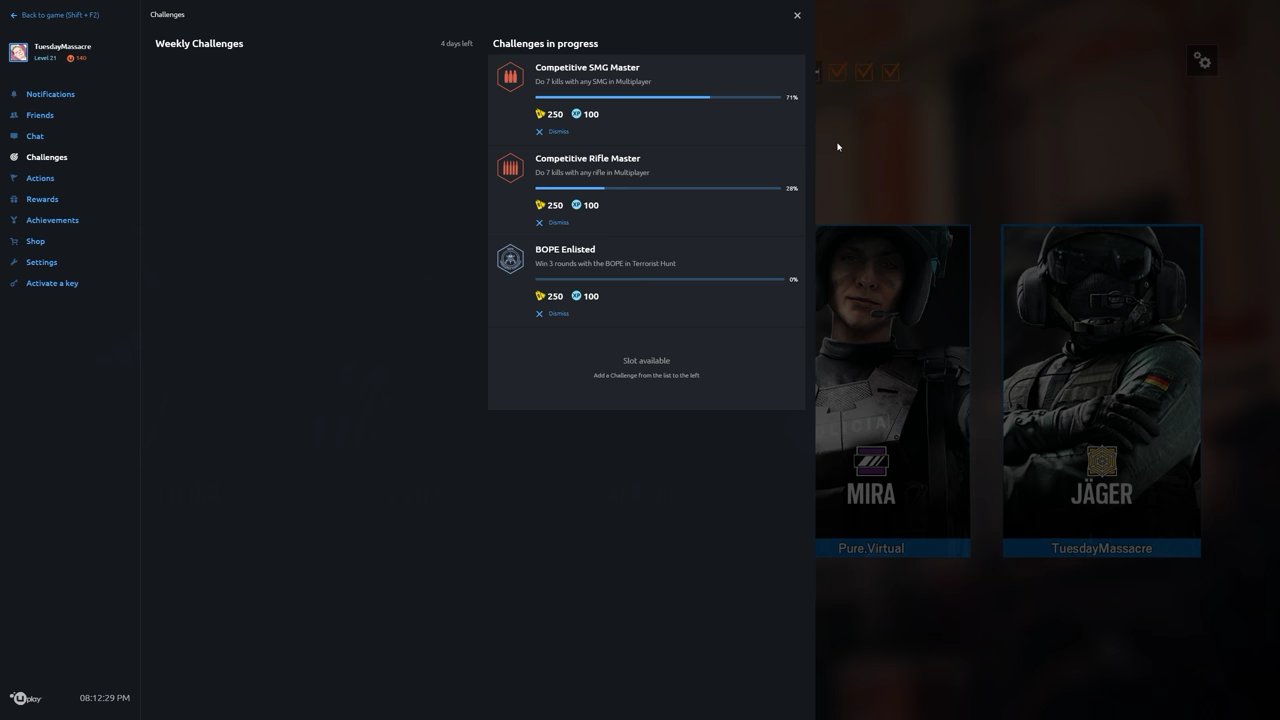 Back to game (Shift + F2)
TuesdayMassacre
Level 21 140
Notifications
Friends
Chat
Challenges
Actions
Rewards
Achievements
Shop
Settings
Activate a key
uplay
08:12:29 PM
Challenges
Weekly Challenges
4 days left
Challenges in progress
Competitive SMG Master
Do 7 kills with any SMG in Multiplayer
71%
250 XP 100
Dismiss
Competitive Rifle Master
Do 7 kills with any rifle in Multiplayer
28%
250 XP 100
Dismiss
BOPE Enlisted
Win 3 rounds with the BOPE in Terrorist Hunt
0%
250 XP 100
Dismiss
Slot available
Add a Challenge from the list to the left
MIRA
Pure.Virtual
JÄGER
TuesdayMassacre